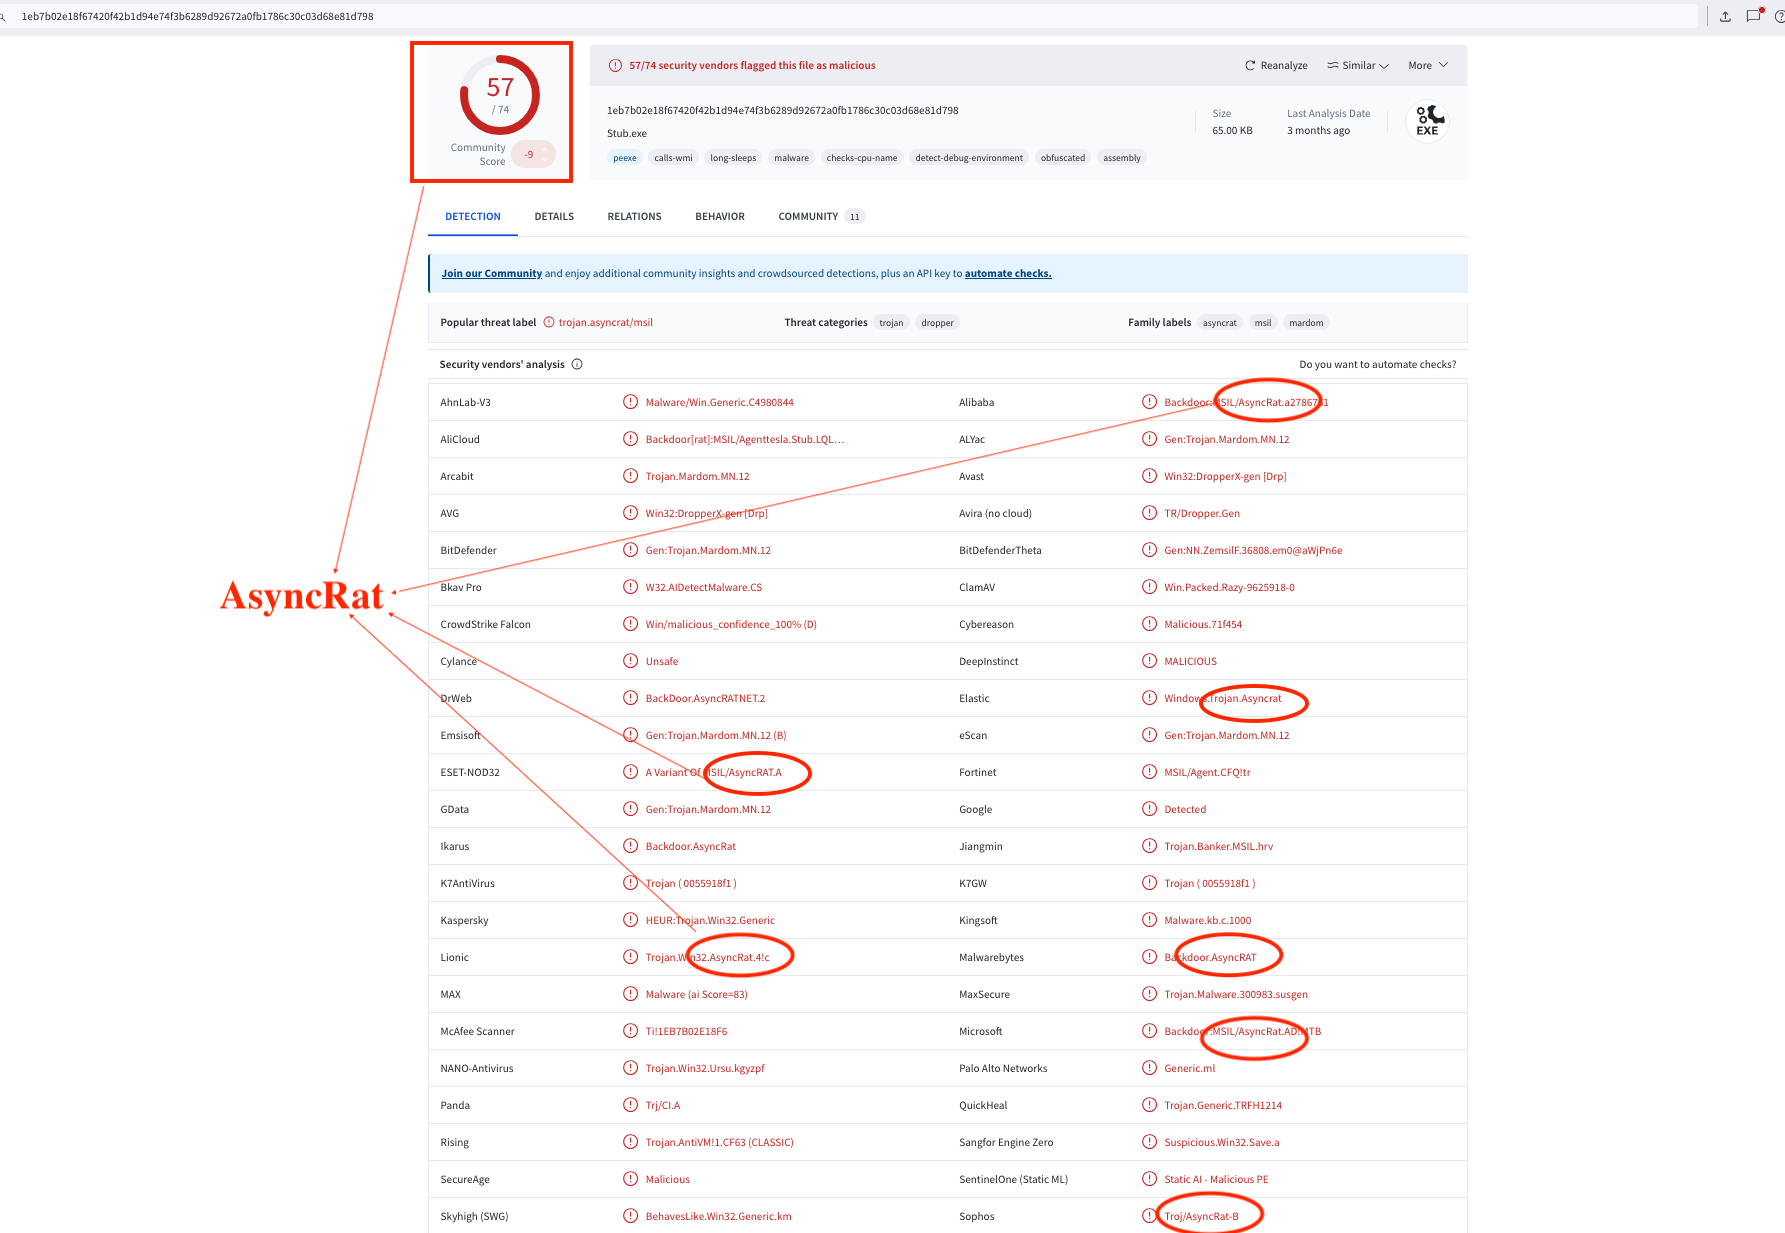 1eb7b02e18f67420f42b1d94e74f3b6289d92672a0fb1786c30c03d68e81d798
57
/ 74
Community
Score
-9
57/74 security vendors flagged this file as malicious
Reanalyze
Similar
More
1eb7b02e18f67420f42b1d94e74f3b6289d92672a0fb1786c30c03d68e81d798
Stub.exe
Size
65.00 KB
Last Analysis Date
3 months ago
EXE
peexe calls-wmi long-sleeps malware checks-cpu-name detect-debug-environment obfuscated assembly
DETECTION DETAILS RELATIONS BEHAVIOR COMMUNITY 11
Join our Community and enjoy additional community insights and crowdsourced detections, plus an API key to automate checks.
Popular threat label trojan.asyncrat/msil Threat categories trojan dropper Family labels asyncrat msil mardom
Security vendors' analysis Do you want to automate checks?
AhnLab-V3 Malware/Win.Generic.C4980844 Alibaba Backdoor:MSIL/AsyncRat.a2786761
AliCloud Backdoor[rat]:MSIL/Agenttesla.Stub.LQL... ALYac Gen:Trojan.Mardom.MN.12
Arcabit Trojan.Mardom.MN.12 Avast Win32:DropperX-gen [Drp]
AVG Win32:DropperX-gen [Drp] Avira (no cloud) TR/Dropper.Gen
BitDefender Gen:Trojan.Mardom.MN.12 BitDefenderTheta Gen:NN.ZemsilF.36808.em0@aWjPn6e
Bkav Pro W32.AIDetectMalware.CS ClamAV Win.Packed.Razy-9625918-0
AsyncRat
CrowdStrike Falcon Win/malicious_confidence_100% (D) Cybereason Malicious.71f454
Cylance Unsafe DeepInstinct MALICIOUS
DrWeb BackDoor.AsyncRATNET.2 Elastic Windows.Trojan.Asyncrat
Emsisoft Gen:Trojan.Mardom.MN.12 (B) eScan Gen:Trojan.Mardom.MN.12
ESET-NOD32 A Variant Of MSIL/AsyncRAT.A Fortinet MSIL/Agent.CFQ!tr
GData Gen:Trojan.Mardom.MN.12 Google Detected
Ikarus Backdoor.AsyncRat Jiangmin Trojan.Banker.MSIL.hrv
K7AntiVirus Trojan ( 0055918f1 ) K7GW Trojan ( 0055918f1 )
Kaspersky HEUR:Trojan.Win32.Generic Kingsoft Malware.kb.c.1000
Lionic Trojan.Win32.AsyncRat.4!c Malwarebytes Backdoor.AsyncRAT
MAX Malware (ai Score=83) MaxSecure Trojan.Malware.300983.susgen
McAfee Scanner Ti!1EB7B02E18F6 Microsoft Backdoor:MSIL/AsyncRat.AD!MTB
NANO-Antivirus Trojan.Win32.Ursu.kgyzpf Palo Alto Networks Generic.ml
Panda Trj/CI.A QuickHeal Trojan.Generic.TRFH1214
Rising Trojan.AntiVM!1.CF63 (CLASSIC) Sangfor Engine Zero Suspicious.Win32.Save.a
SecureAge Malicious SentinelOne (Static ML) Static AI - Malicious PE
Skyhigh (SWG) BehavesLike.Win32.Generic.km Sophos Troj/AsyncRat-B